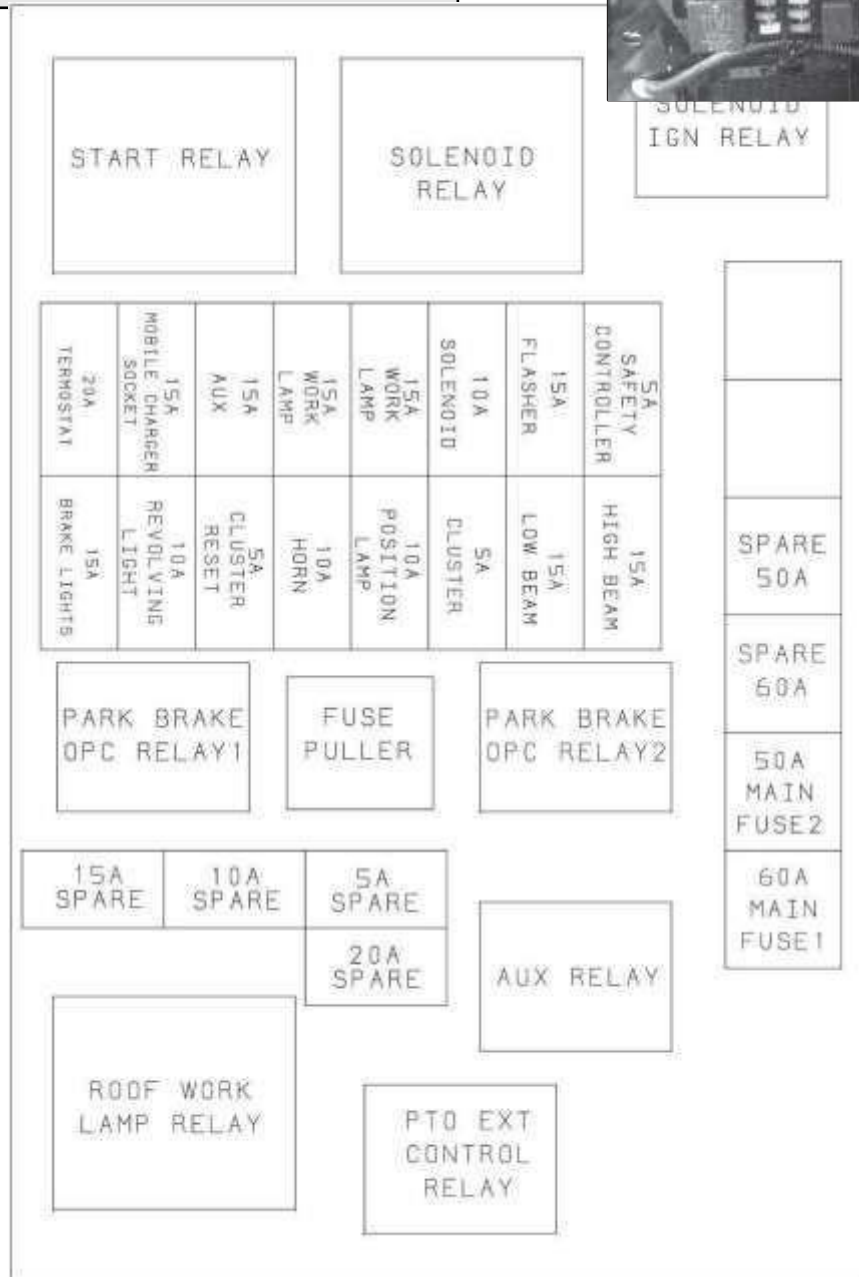 START RELAY
SOLENOID
RELAY
SOLENOID
IGN RELAY
20A
TERMOSTAT
15A
MOBILE CHARGER
SOCKET
15A
AUX
15A
WORK
LAMP
15A
WORK
LAMP
10A
SOLENOID
15A
FLASHER
5A
SAFETY
CONTROLLER
15A
BRAKE LIGHTS
10A
REVOLVING
LIGHT
5A
CLUSTER
RESET
10A
HORN
10A
POSITION
LAMP
5A
CLUSTER
15A
LOW BEAM
15A
HIGH BEAM
SPARE
50A
SPARE
60A
50A
MAIN
FUSE2
60A
MAIN
FUSE1
PARK BRAKE
OPC RELAY1
FUSE
PULLER
PARK BRAKE
OPC RELAY2
15A
SPARE
10A
SPARE
5A
SPARE
20A
SPARE
AUX RELAY
ROOF WORK
LAMP RELAY
PTO EXT
CONTROL
RELAY